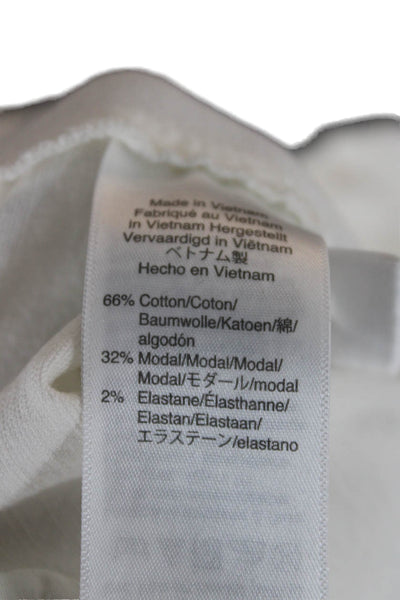 Made in Vietnam
Fabriqué au Vietnam
in Vietnam Hergestellt
Vervaardigd in Viêtnam
ベトナム製
Hecho en Vietnam
66% Cotton/Coton/
Baumwolle/Katoen/綿/
algodón
32% Modal/Modal/Modal/
Modal/モダール/modal
2% Elastane/Élasthanne/
Elastan/Elastaan/
エラステーン/elastano